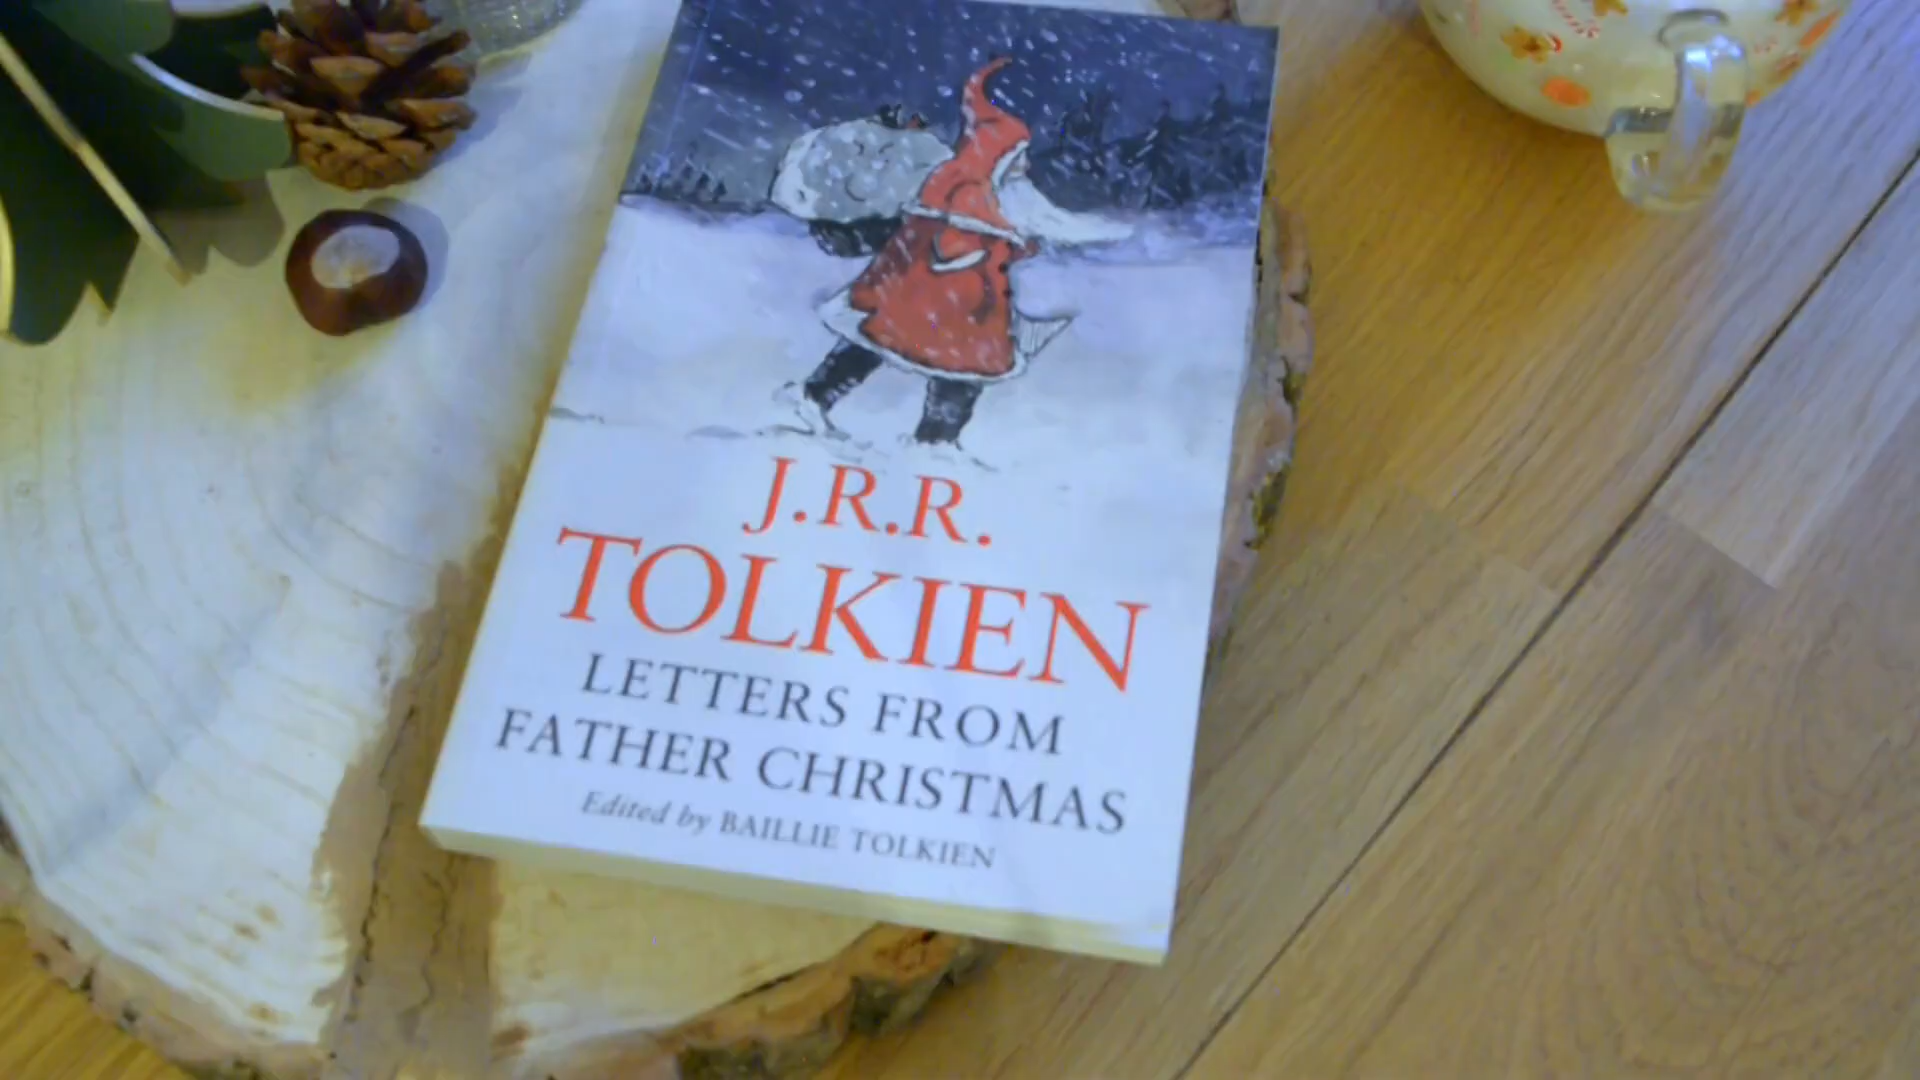 J.R.R.
TOLKIEN
LETTERS FROM
FATHER CHRISTMAS
Edited by BAILLIE TOLKIEN